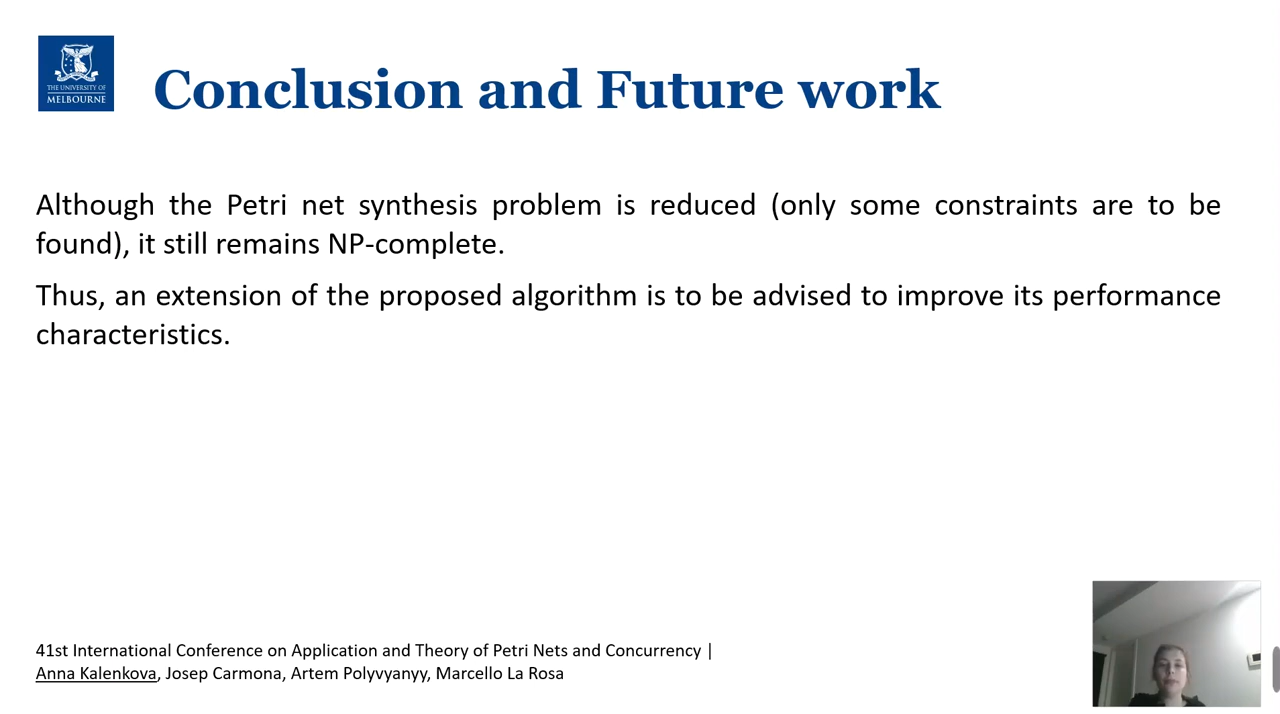 THE UNIVERSITY OF
MELBOURNE
Conclusion and Future work
Although the Petri net synthesis problem is reduced (only some constraints are to be
found), it still remains NP-complete.
Thus, an extension of the proposed algorithm is to be advised to improve its performance
characteristics.
41st International Conference on Application and Theory of Petri Nets and Concurrency |
Anna Kalenkova, Josep Carmona, Artem Polyvyanyy, Marcello La Rosa